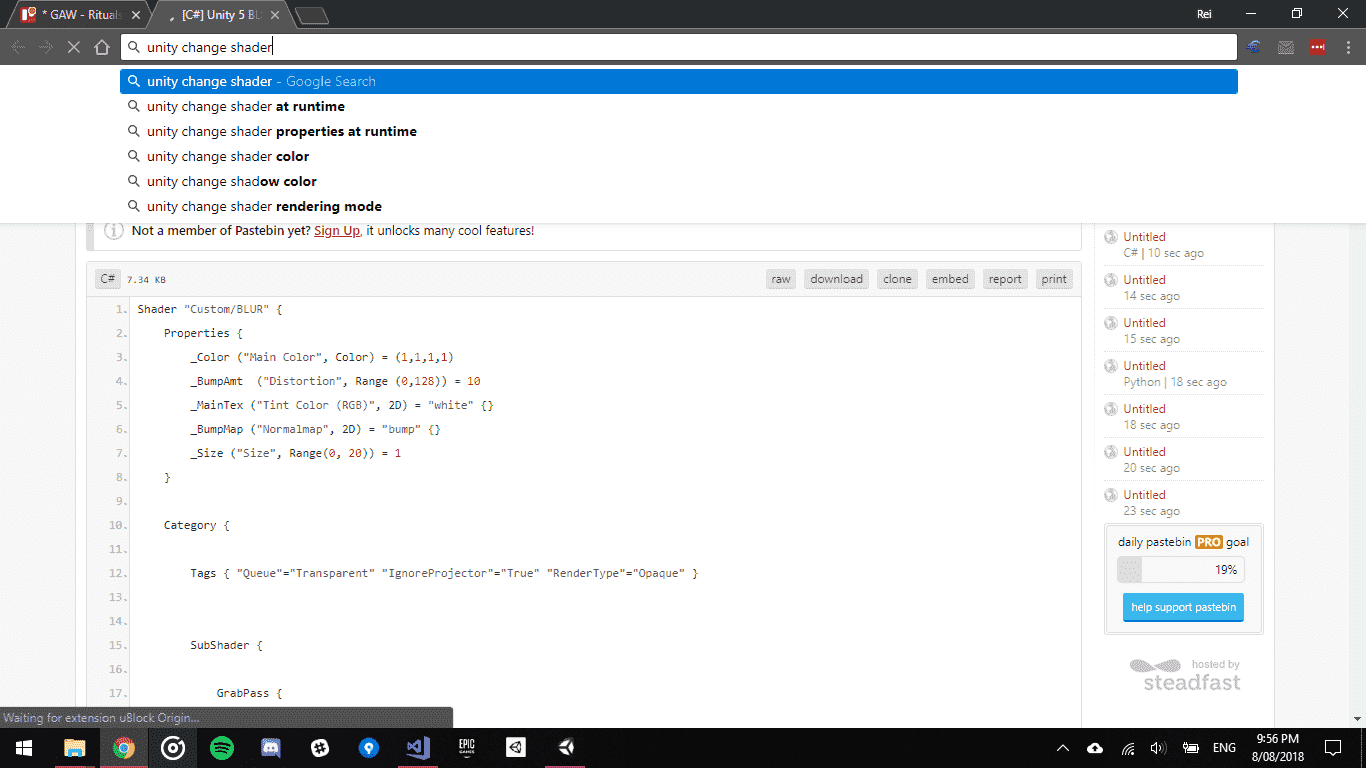 * GAW - Rituals
[C#] Unity 5 BL
Rei
unity change shader
unity change shader - Google Search
unity change shader at runtime
unity change shader properties at runtime
unity change shader color
unity change shadow color
unity change shader rendering mode
Not a member of Pastebin yet? Sign Up, it unlocks many cool features!
C# 7.34 KB
raw download clone embed report print
1. Shader "Custom/BLUR" {
2. Properties {
3. _Color ("Main Color", Color) = (1,1,1,1)
4. _BumpAmt  ("Distortion", Range (0,128)) = 10
5. _MainTex ("Tint Color (RGB)", 2D) = "white" {}
6. _BumpMap ("Normalmap", 2D) = "bump" {}
7. _Size ("Size", Range(0, 20)) = 1
8. }
9.
10. Category {
11.
12. Tags { "Queue"="Transparent" "IgnoreProjector"="True" "RenderType"="Opaque" }
13.
14.
15. SubShader {
16.
17. GrabPass {
Untitled
C# | 10 sec ago
Untitled
14 sec ago
Untitled
15 sec ago
Untitled
Python | 18 sec ago
Untitled
18 sec ago
Untitled
20 sec ago
Untitled
23 sec ago
daily pastebin PRO goal
19%
help support pastebin
hosted by
steadfast
Waiting for extension uBlock Origin...
EPIC
GAMES
ENG
9:56 PM
8/08/2018